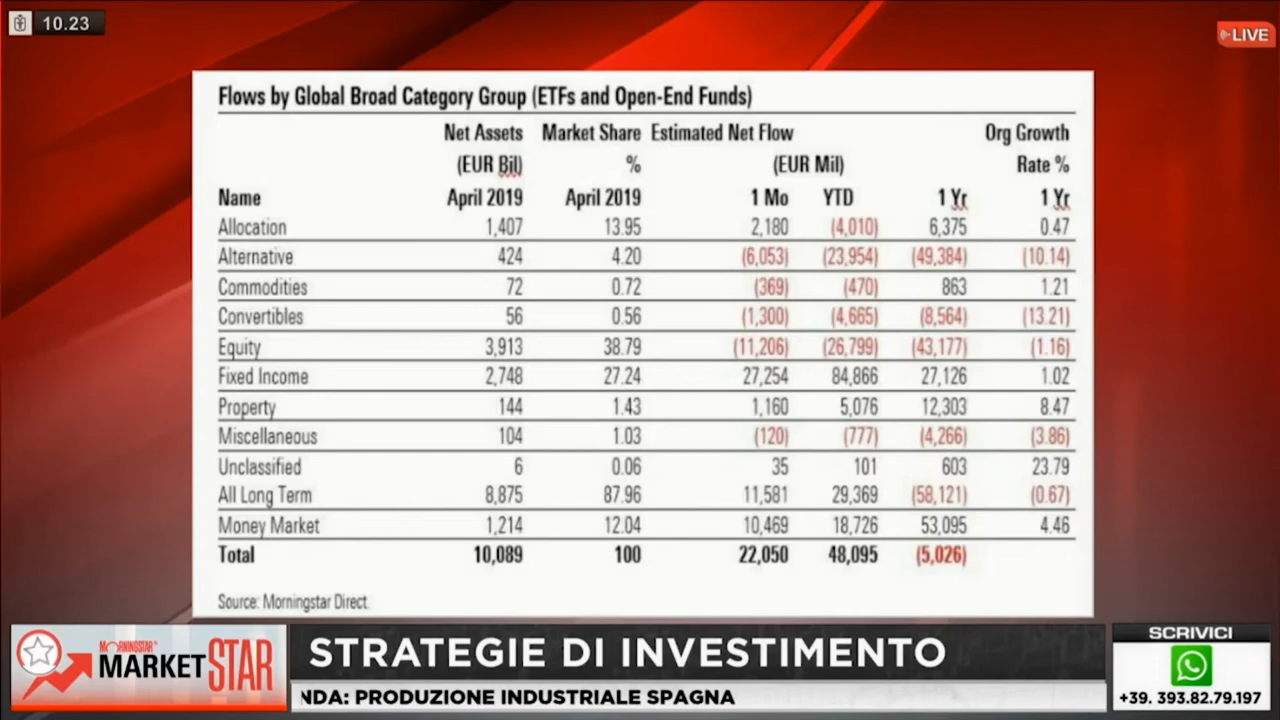 10.23
LIVE
Flows by Global Broad Category Group (ETFs and Open-End Funds)
Net Assets Market Share Estimated Net Flow Org Growth
(EUR Bil) % (EUR Mil) Rate %
Name April 2019 April 2019 1 Mo YTD 1 Yr 1 Yr
Allocation 1,407 13.95 2,180 (4,010) 6,375 0.47
Alternative 424 4.20 (6,053) (23,954) (49,384) (10.14)
Commodities 72 0.72 (369) (470) 863 1.21
Convertibles 56 0.56 (1,300) (4,665) (8,564) (13.21)
Equity 3,913 38.79 (11,206) (26,799) (43,177) (1.16)
Fixed Income 2,748 27.24 27,254 84,866 27,126 1.02
Property 144 1.43 1,160 5,076 12,303 8.47
Miscellaneous 104 1.03 (120) (777) (4,266) (3.86)
Unclassified 6 0.06 35 101 603 23.79
All Long Term 8,875 87.96 11,581 29,369 (58,121) (0.67)
Money Market 1,214 12.04 10,469 18,726 53,095 4.46
Total 10,089 100 22,050 48,095 (5,026)
Source: Morningstar Direct.
MORNINGSTAR
MARKET STAR
STRATEGIE DI INVESTIMENTO
NDA: PRODUZIONE INDUSTRIALE SPAGNA
SCRIVICI
+39. 393.82.79.197